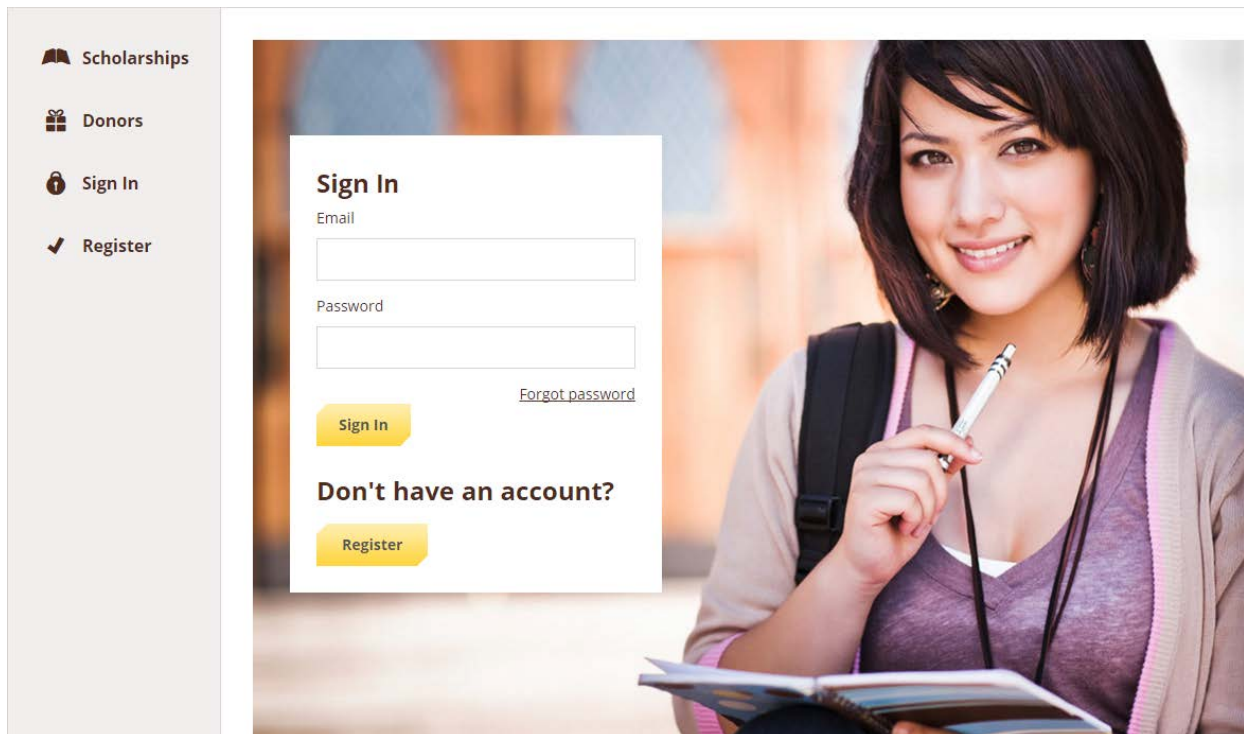 Scholarships
Donors
Sign In
Register
Sign In
Email
Password
Forgot password
Sign In
Don't have an account?
Register